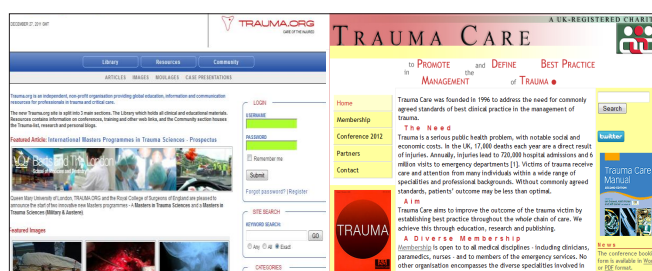 DECEMBER 27, 2011 GMT
TRAUMA.ORG
CARE OF THE INJURED
Library Resources Community
ARTICLES IMAGES MOULAGES CASE PRESENTATIONS
Trauma.org is an independent, non-profit organisation providing global education, information and communication
resources for professionals in trauma and critical care.
The new Trauma.org site is split into 3 main sections. The Library which holds all clinical and educational materials,
Resources contains information on conferences, training and other web links, and the Community section houses
the Trauma-list, research and personal blogs.
Featured Article: International Masters Programmes in Trauma Sciences - Prospectus
Barts and The London
School of Medicine and Dentistry
Queen Mary University of London, TRAUMA.ORG and the Royal College of Surgeons of England are pleased to
announce the start of two innovative new Masters programmes - A Masters in Trauma Sciences and a Masters in
Trauma Sciences (Military & Austere)
Featured Images
LOGIN
USERNAME:
PASSWORD:
Remember me
Submit
Forgot password? | Register
SITE SEARCH
KEYWORD SEARCH:
GO
Any All Exact
CATEGORIES
A UK-REGISTERED CHARIT
TRAUMA CARE
to PROMOTE and DEFINE BEST PRACTICE
in the
MANAGEMENT of TRAUMA
Home
Membership
Conference 2012
Partners
Contact
TRAUMA
Trauma Care was founded in 1996 to address the need for commonly
agreed standards of best clinical practice in the management of
trauma.
The Need
Trauma is a serious public health problem, with notable social and
economic costs. In the UK, 17,000 deaths each year are a direct result
of injuries. Annually, injuries lead to 720,000 hospital admissions and 6
million visits to emergency departments [1]. Victims of trauma receive
care and attention from many individuals within a wide range of
specialities and professional backgrounds. Without commonly agreed
standards, patients' outcome may be less than optimal.
Aim
Trauma Care aims to improve the outcome of the trauma victim by
establishing best practice throughout the whole chain of care. We
achieve this through education, research and publishing.
A Diverse Membership
Membership is open to all medical disciplines - including clinicians,
paramedics, nurses - and to members of the emergency services. No
other organisation encompasses the diverse specialities involved in
Search
twitter
Trauma Care
Manual
News
The conference bookin
form is available in Wor
or PDF format.